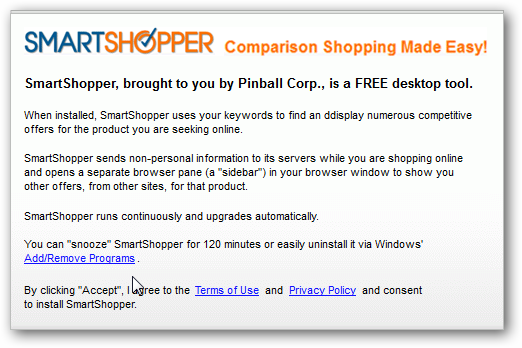 SMARTSHOPPER Comparison Shopping Made Easy!
SmartShopper, brought to you by Pinball Corp., is a FREE desktop tool.
When installed, SmartShopper uses your keywords to find an ddisplay numerous competitive
offers for the product you are seeking online.
SmartShopper sends non-personal information to its servers while you are shopping online
and opens a separate browser pane (a "sidebar") in your browser window to show you
other offers, from other sites, for that product.
SmartShopper runs continuously and upgrades automatically.
You can "snooze" SmartShopper for 120 minutes or easily uninstall it via Windows'
Add/Remove Programs.
By clicking "Accept", I agree to the Terms of Use and Privacy Policy and consent
to install SmartShopper.